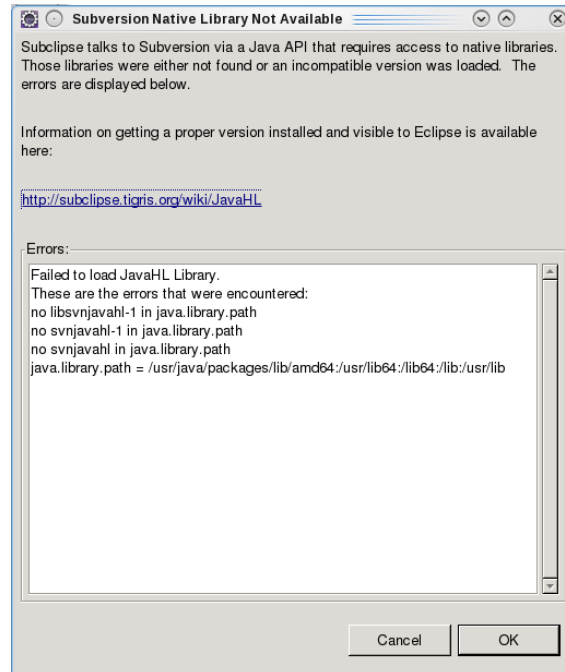 Subversion Native Library Not Available
Subclipse talks to Subversion via a Java API that requires access to native libraries.
Those libraries were either not found or an incompatible version was loaded. The
errors are displayed below.
Information on getting a proper version installed and visible to Eclipse is available
here:
http://subclipse.tigris.org/wiki/JavaHL
Errors:
Failed to load JavaHL Library.
These are the errors that were encountered:
no libsvnjavahl-1 in java.library.path
no svnjavahl-1 in java.library.path
no svnjavahl in java.library.path
java.library.path = /usr/java/packages/lib/amd64:/usr/lib64:/lib64:/lib:/usr/lib
Cancel
OK